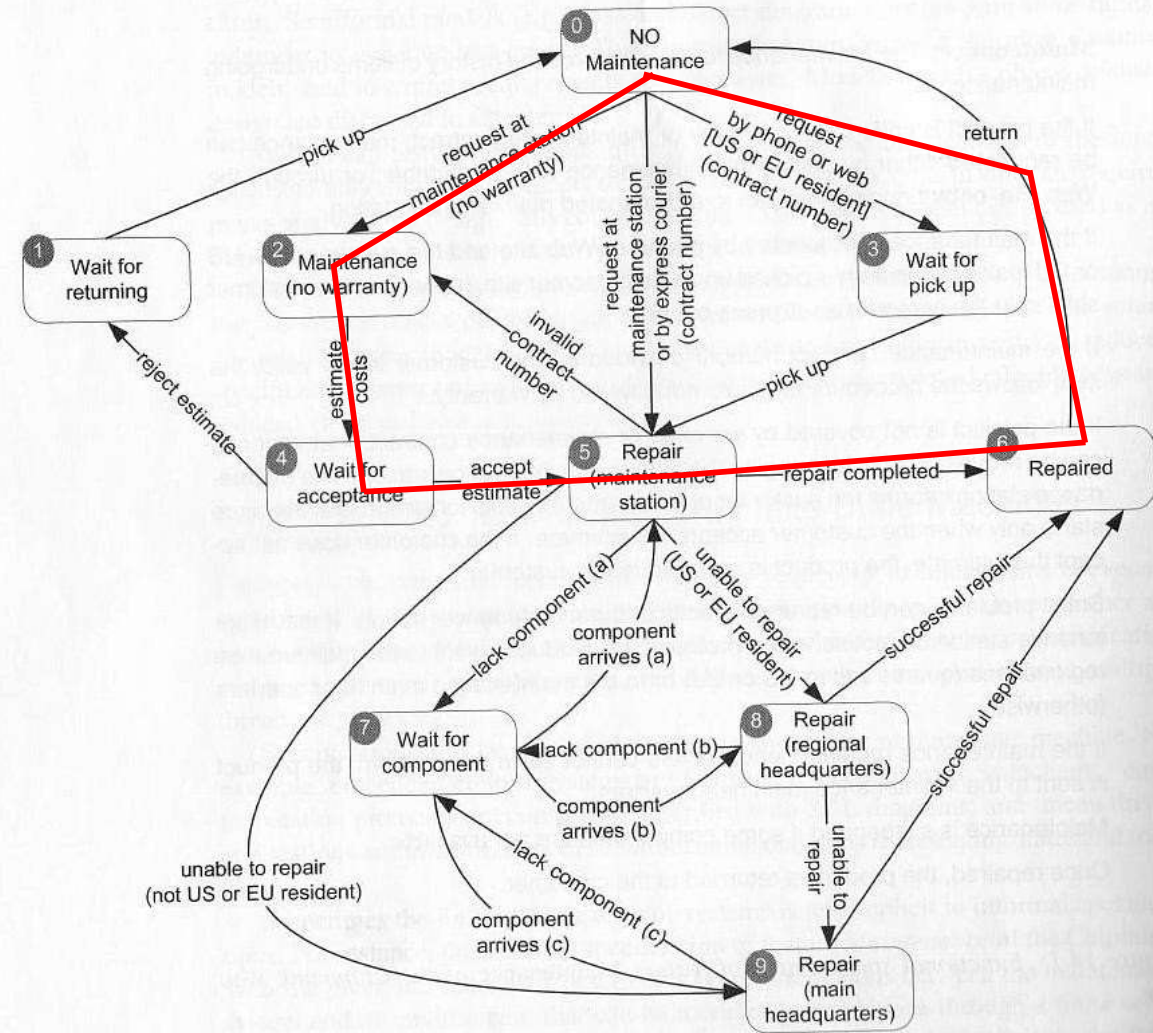 0
NO
Maintenance
pick up
request at
maintenance station
(no warranty)
request at
maintenance station
or by express courier
(contract number)
request
by phone or web
[US or EU resident]
(contract number)
return
1
Wait for
returning
2
Maintenance
(no warranty)
3
Wait for
pick up
reject estimate
estimate
costs
invalid
contract
number
pick up
4
Wait for
acceptance
accept
estimate
5
Repair
(maintenance
station)
repair completed
6
Repaired
lack component (a)
component
arrives (a)
unable to repair
(US or EU resident)
successful repair
successful repair
7
Wait for
component
lack component (b)
component
arrives (b)
8
Repair
(regional
headquarters)
unable to repair
(not US or EU resident)
lack component (c)
component
arrives (c)
unable to
repair
9
Repair
(main
headquarters)